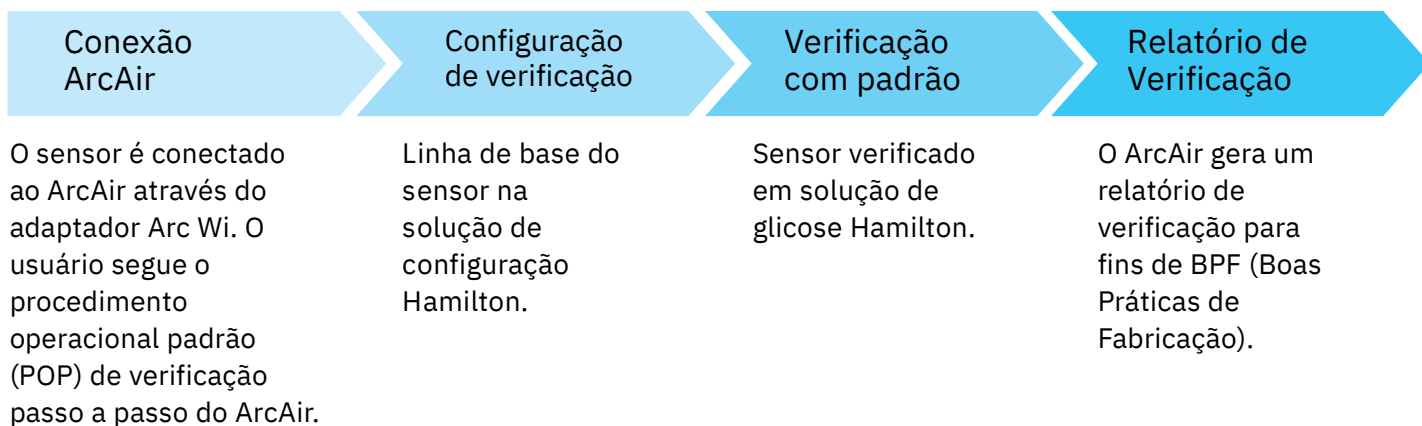 Conexão
ArcAir
Configuração
de verificação
Verificação
com padrão
Relatório de
Verificação
O sensor é conectado
ao ArcAir através do
adaptador Arc Wi. O
usuário segue o
procedimento
operacional padrão
(POP) de verificação
passo a passo do ArcAir.
Linha de base do
sensor na
solução de
configuração
Hamilton.
Sensor verificado
em solução de
glicose Hamilton.
O ArcAir gera um
relatório de
verificação para
fins de BPF (Boas
Práticas de
Fabricação).